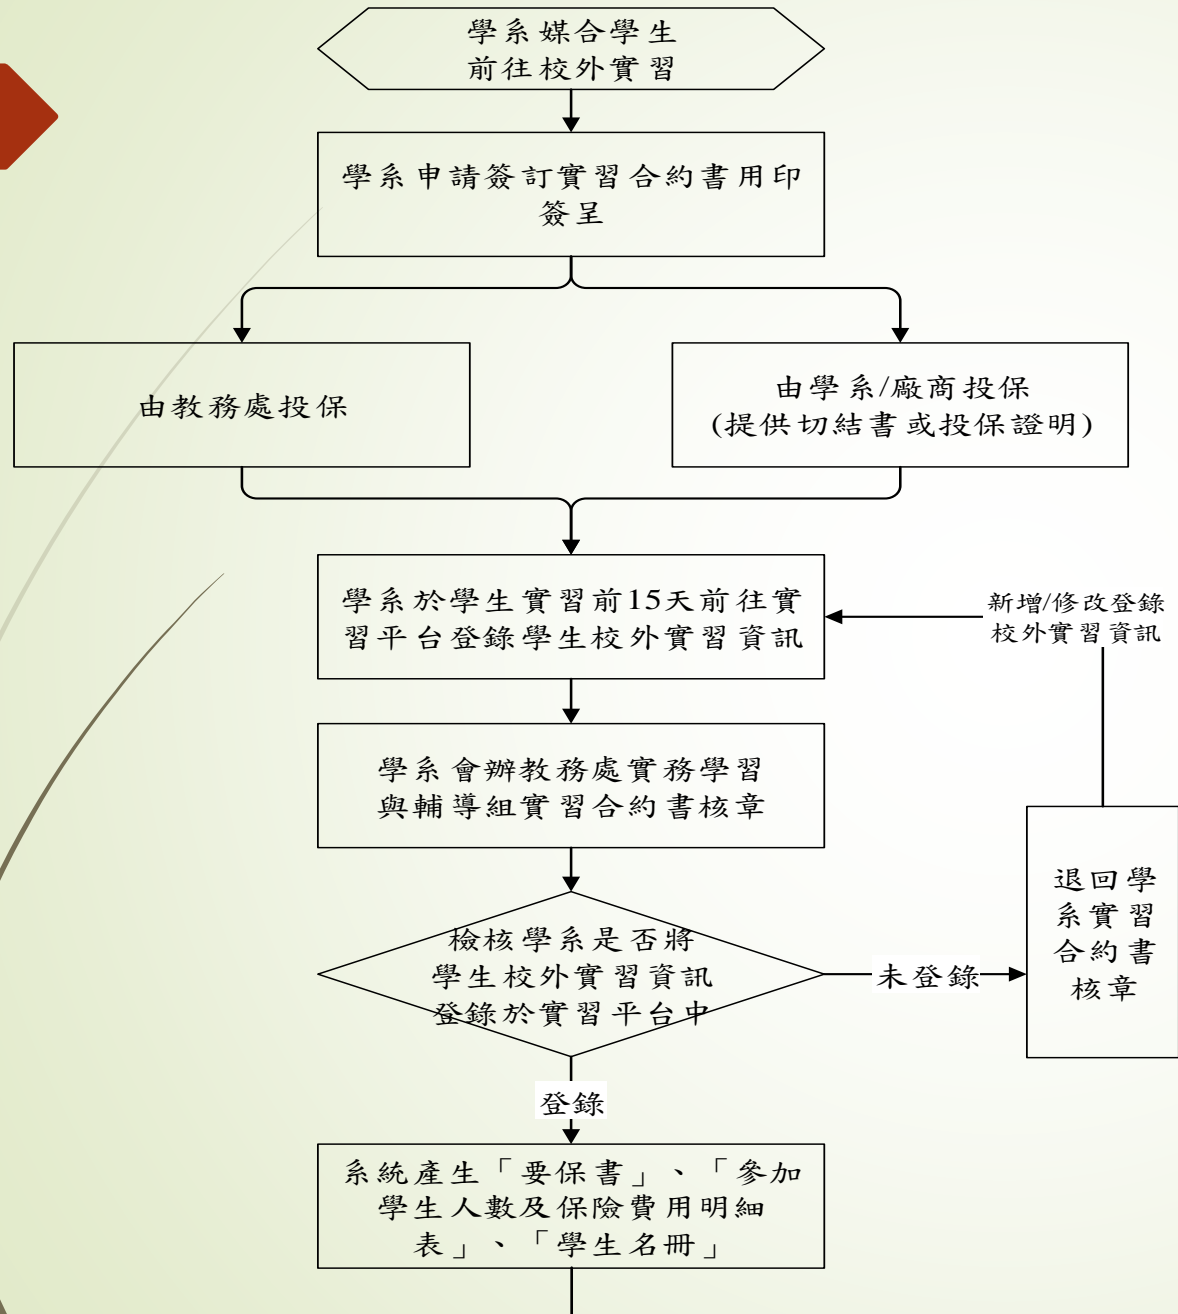 學系媒合學生
前往校外實習
學系申請簽訂實習合約書用印
簽呈
由教務處投保
由學系/廠商投保
(提供切結書或投保證明)
學系於學生實習前15天前往實
習平台登錄學生校外實習資訊
新增/修改登錄
校外實習資訊
學系會辦教務處實務學習
與輔導組實習合約書核章
退回學
系實習
合約書
核章
檢核學系是否將
學生校外實習資訊
登錄於實習平台中
未登錄
登錄
系統產生「要保書」、「參加
學生人數及保險費用明細
表」、「學生名冊」